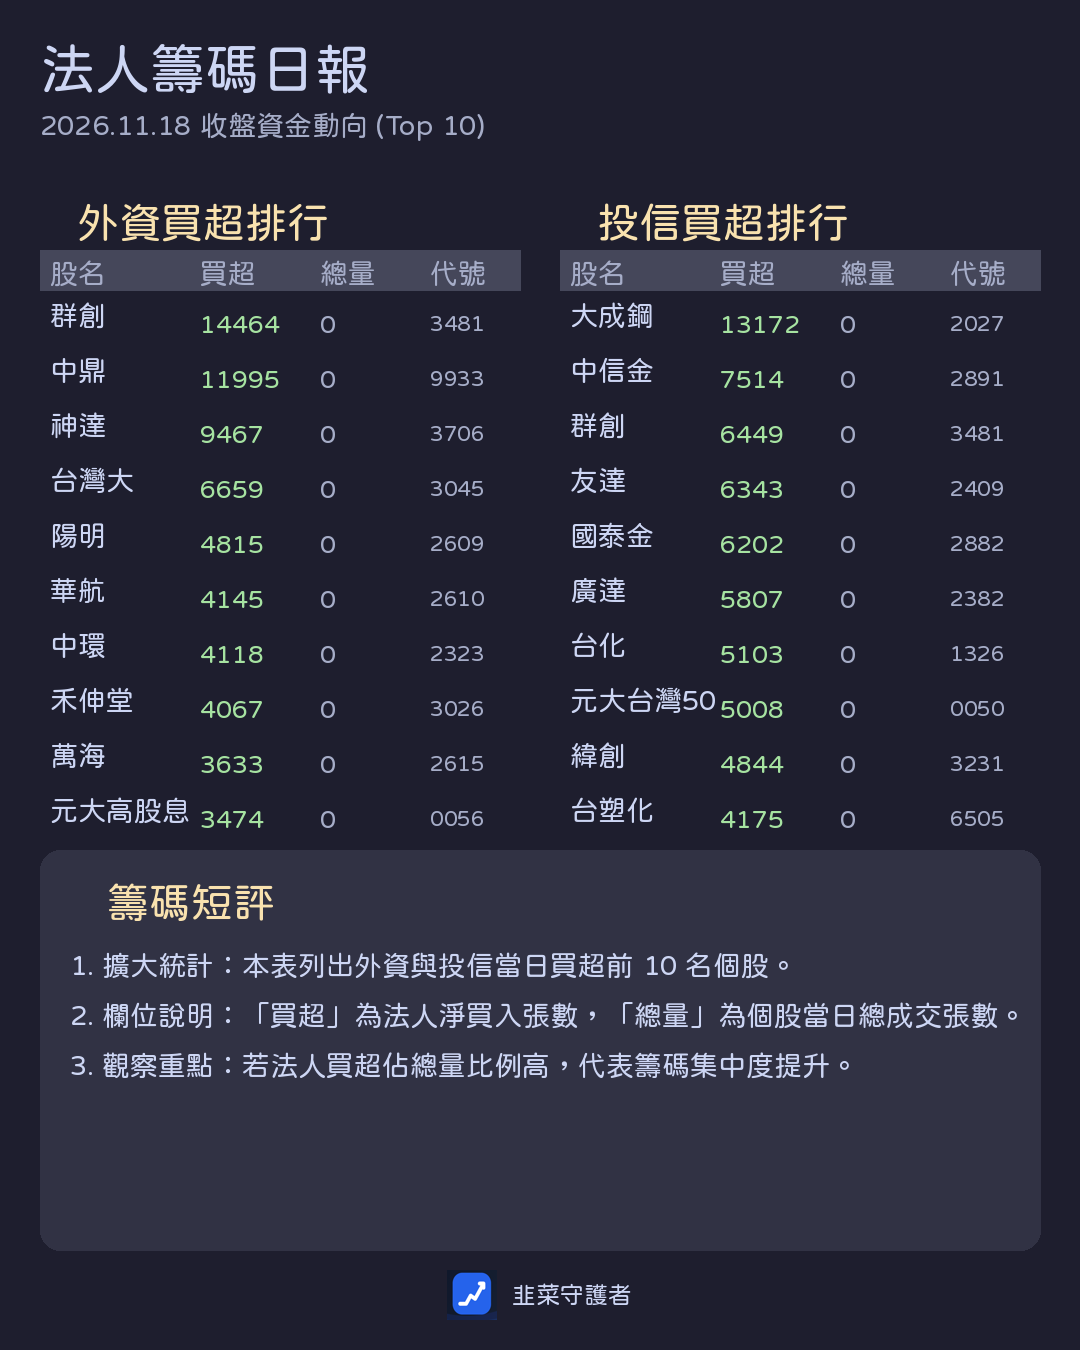 法人籌碼日報
2026.11.18 收盤資金動向 (Top 10)
外資買超排行
股名 買超 總量 代號
群創 14464 0 3481
中鼎 11995 0 9933
神達 9467 0 3706
台灣大 6659 0 3045
陽明 4815 0 2609
華航 4145 0 2610
中環 4118 0 2323
禾伸堂 4067 0 3026
萬海 3633 0 2615
元大高股息 3474 0 0056
投信買超排行
股名 買超 總量 代號
大成鋼 13172 0 2027
中信金 7514 0 2891
群創 6449 0 3481
友達 6343 0 2409
國泰金 6202 0 2882
廣達 5807 0 2382
台化 5103 0 1326
元大台灣50 5008 0 0050
緯創 4844 0 3231
台塑化 4175 0 6505
籌碼短評
1. 擴大統計：本表列出外資與投信當日買超前 10 名個股。
2. 欄位說明：「買超」為法人淨買入張數，「總量」為個股當日總成交張數。
3. 觀察重點：若法人買超佔總量比例高，代表籌碼集中度提升。
韭菜守護者